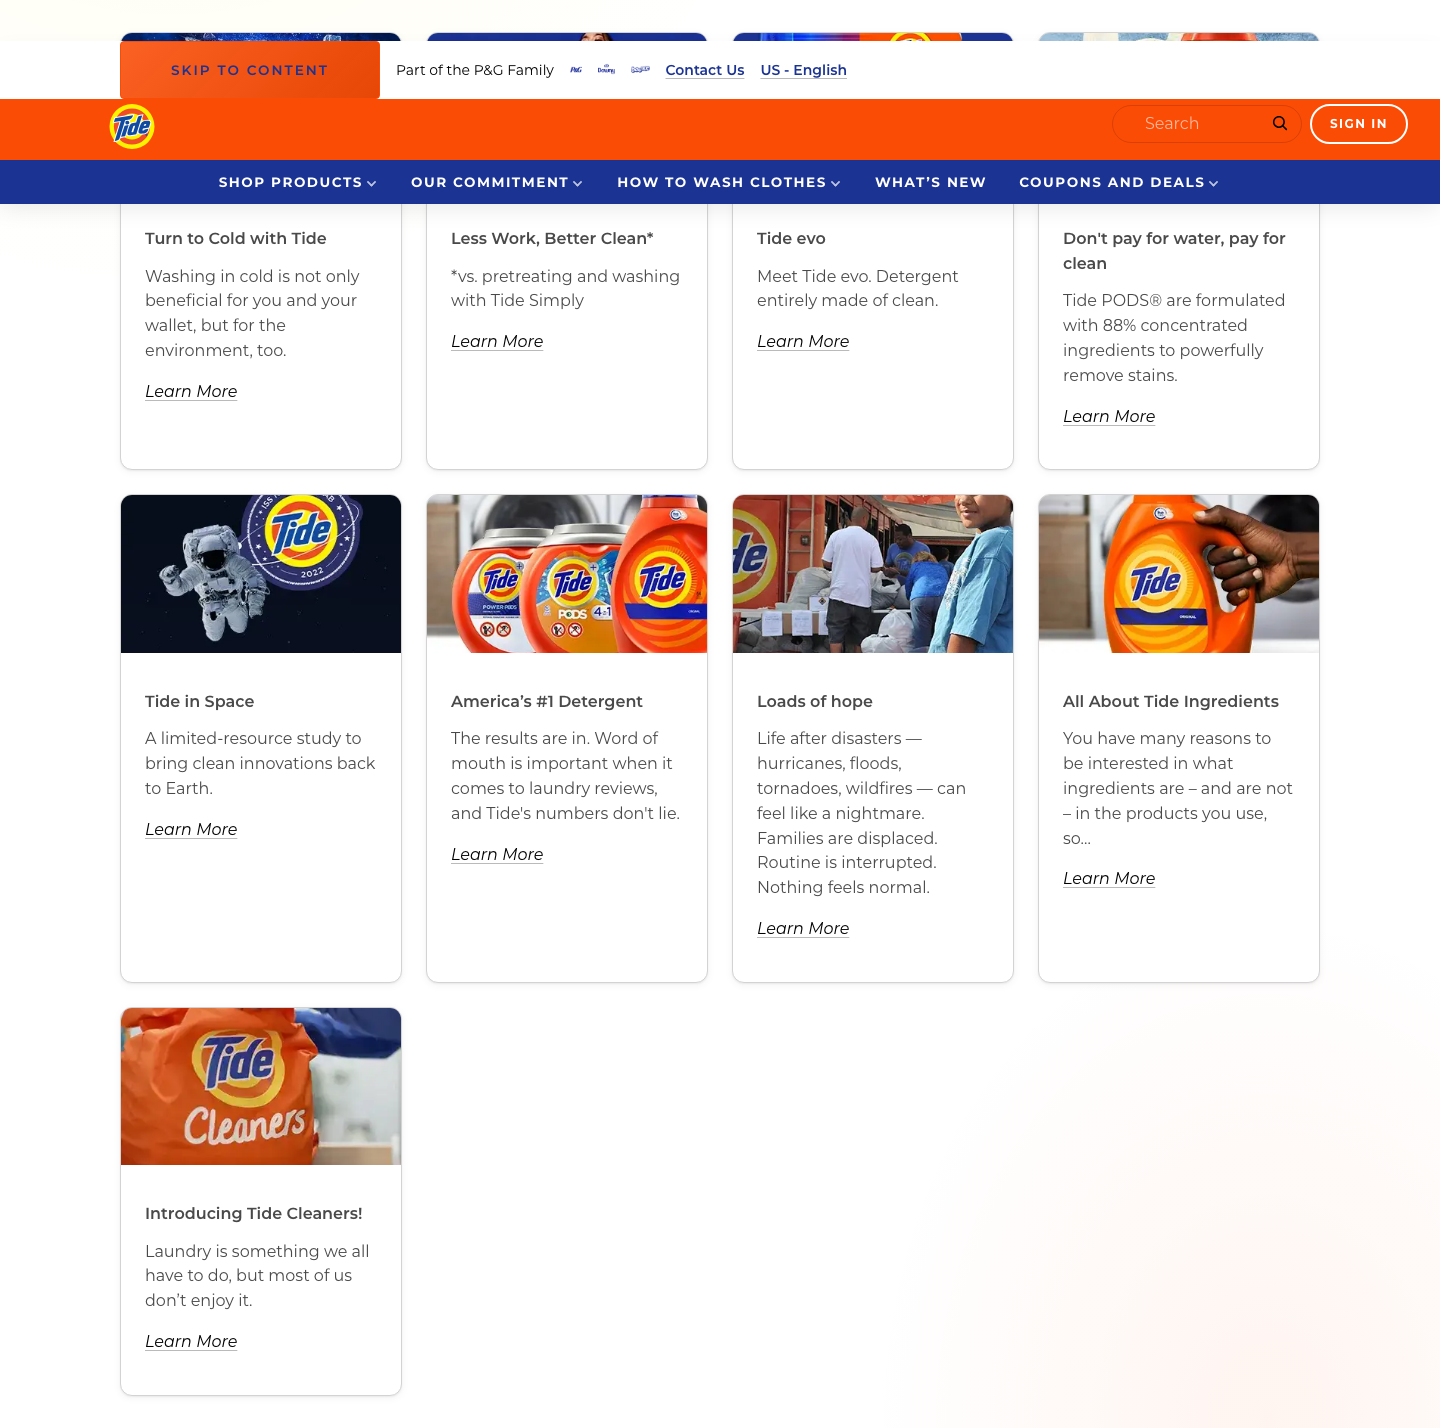 SKIP TO CONTENT
Part of the P&G Family
P&G
Downy
Contact Us
US - English
Tide
Search
SIGN IN
SHOP PRODUCTS
OUR COMMITMENT
HOW TO WASH CLOTHES
WHAT’S NEW
COUPONS AND DEALS
Turn to Cold with Tide
Washing in cold is not only
beneficial for you and your
wallet, but for the
environment, too.
Learn More
Less Work, Better Clean*
*vs. pretreating and washing
with Tide Simply
Learn More
Tide evo
Meet Tide evo. Detergent
entirely made of clean.
Learn More
Don't pay for water, pay for
clean
Tide PODS® are formulated
with 88% concentrated
ingredients to powerfully
remove stains.
Learn More
Tide
2022
Tide in Space
A limited-resource study to
bring clean innovations back
to Earth.
Learn More
Tide
POWER PODS
Tide
PODS
4in1
Tide
ORIGINAL
America’s #1 Detergent
The results are in. Word of
mouth is important when it
comes to laundry reviews,
and Tide's numbers don't lie.
Learn More
Loads of hope
Life after disasters —
hurricanes, floods,
tornadoes, wildfires — can
feel like a nightmare.
Families are displaced.
Routine is interrupted.
Nothing feels normal.
Learn More
Tide
ORIGINAL
All About Tide Ingredients
You have many reasons to
be interested in what
ingredients are – and are not
– in the products you use,
so...
Learn More
Tide
Cleaners
Introducing Tide Cleaners!
Laundry is something we all
have to do, but most of us
don’t enjoy it.
Learn More